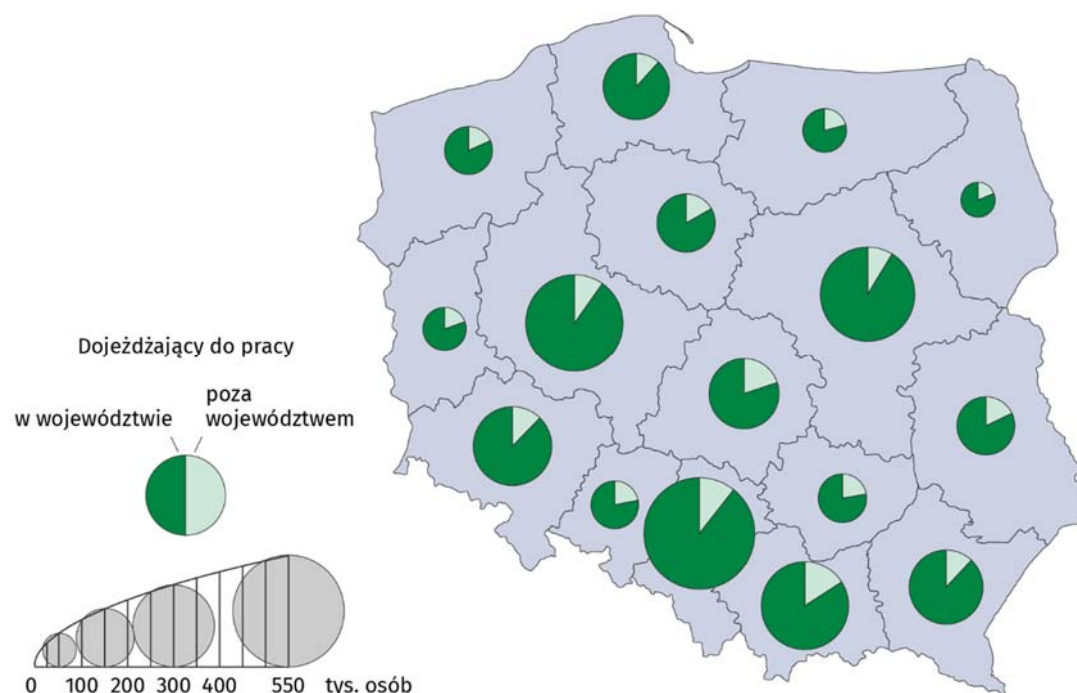 Dojeżdżający do pracy
w województwie
poza
województwem
0 100 200 300 400 550 tys. osób